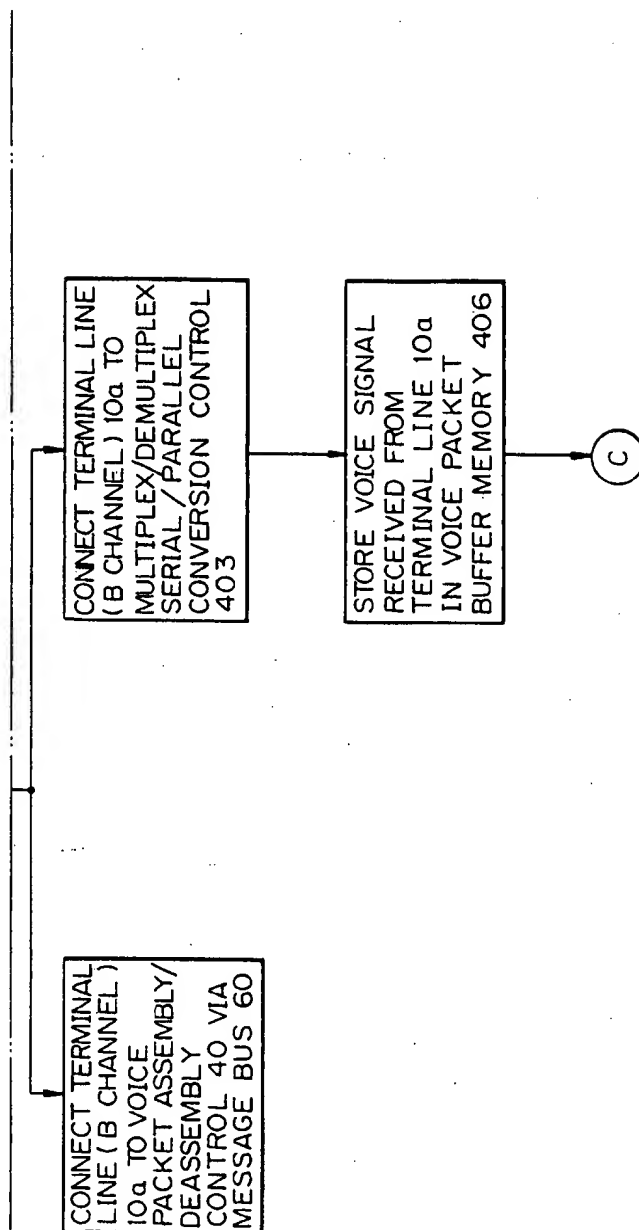 CONNECT TERMINAL
LINE (B CHANNEL)
10a TO VOICE
PACKET ASSEMBLY/
DEASSEMBLY
CONTROL 40 VIA
MESSAGE BUS 60
CONNECT TERMINAL LINE
(B CHANNEL) 10a TO
MULTIPLEX/DEMULTIPLEX
SERIAL/PARALLEL
CONVERSION CONTROL
403
STORE VOICE SIGNAL
RECEIVED FROM
TERMINAL LINE 10a
IN VOICE PACKET
BUFFER MEMORY 406
C